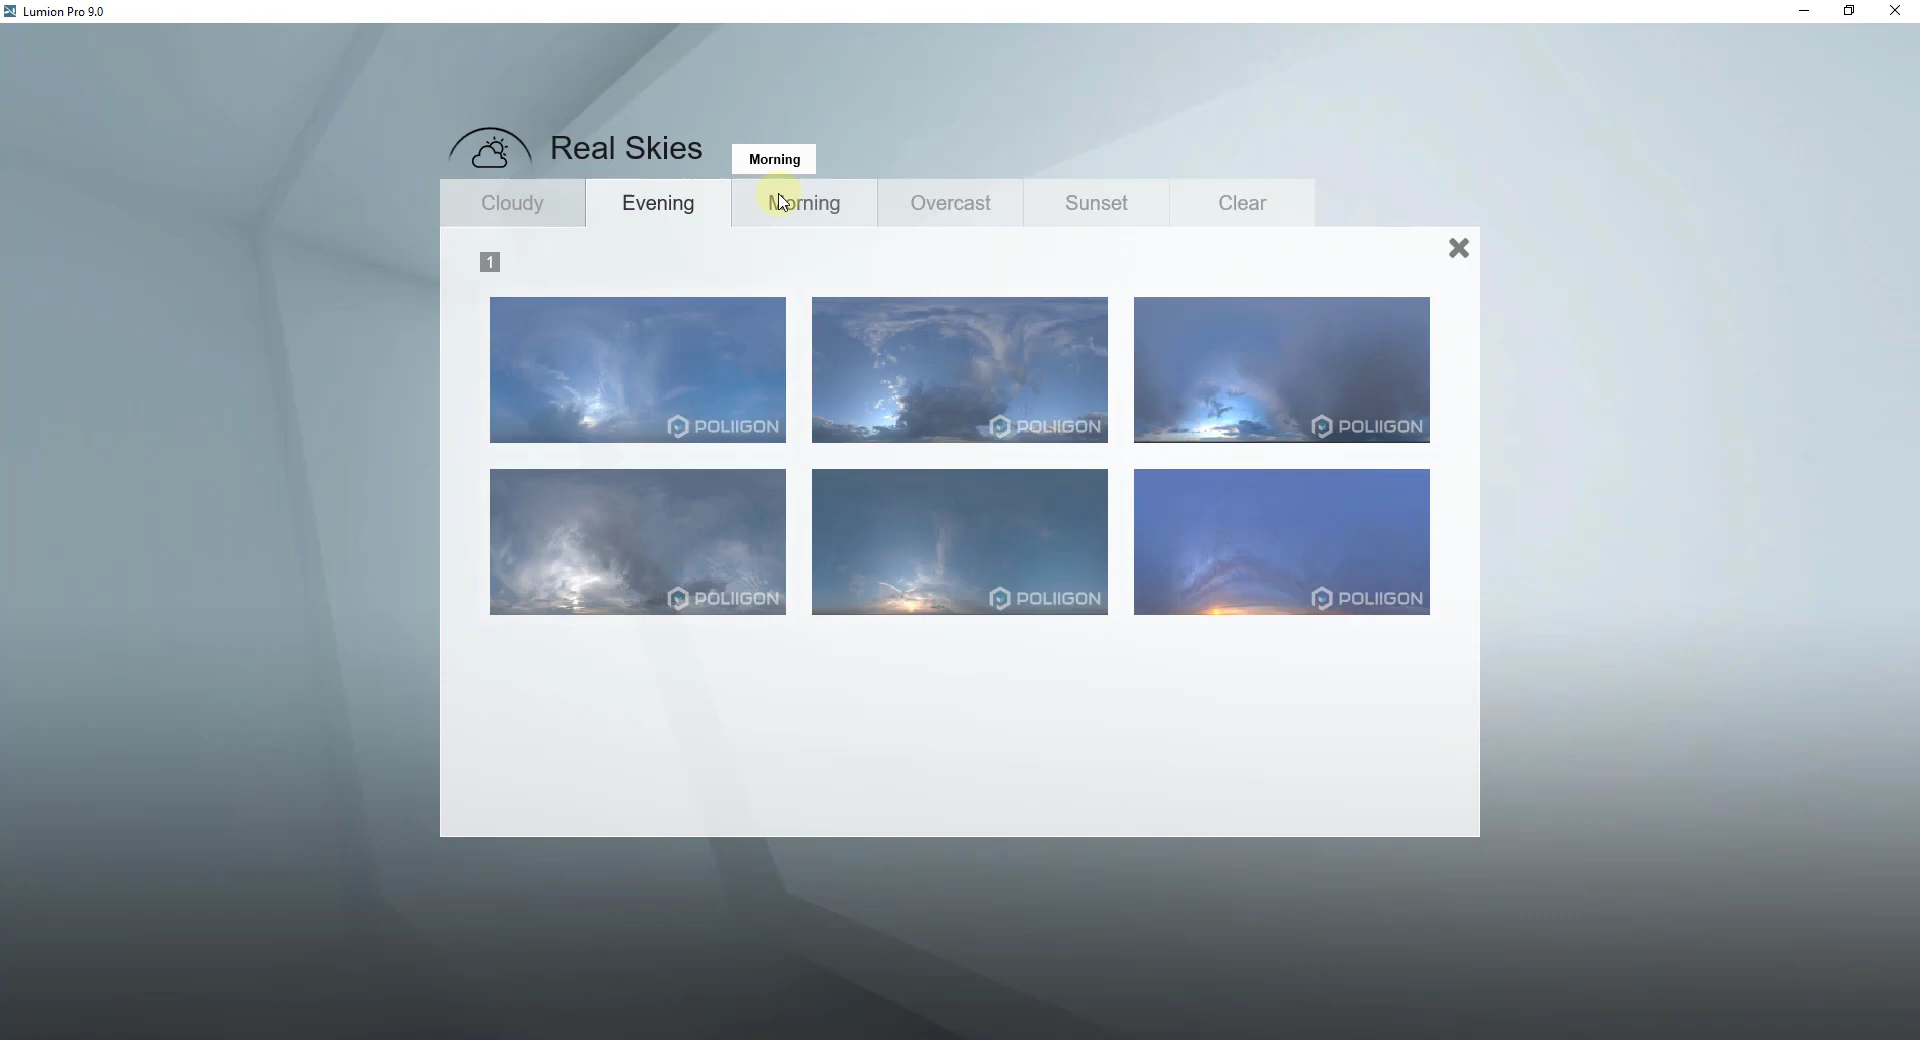 Lumion Pro 9.0
Real Skies
Morning
Cloudy
Evening
Morning
Overcast
Sunset
Clear
1
POLIIGON
POLIIGON
POLIIGON
POLIIGON
POLIIGON
POLIIGON